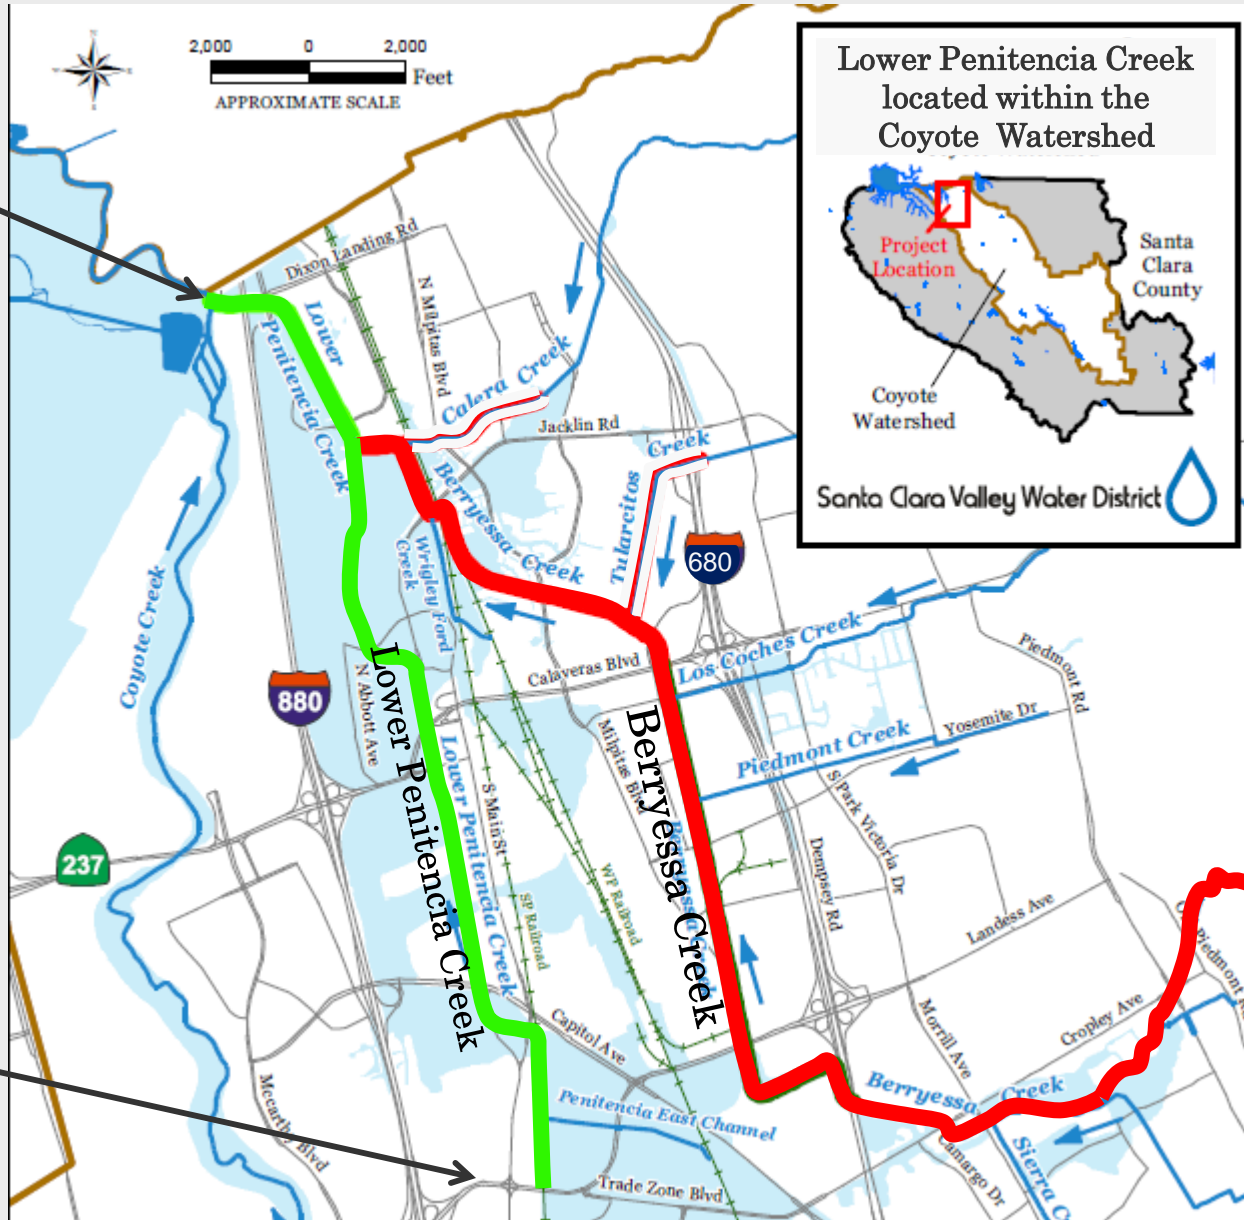 2,000 0 2,000
Feet
APPROXIMATE SCALE
Lower Penitencia Creek
located within the
Coyote Watershed
Project
Location
Santa
Clara
County
Coyote
Watershed
Santa Clara Valley Water District
Dixon Landing Rd
N Milpitas Blvd
Lower
Penitencia Creek
Calera Creek
Jacklin Rd
Creek
Tularcitos
Berryessa Creek
Wrigley Ford
Creek
680
Coyote Creek
Los Coches Creek
Calaveras Blvd
Piedmont Rd
880
N Abbott Ave
Lower Penitencia Creek
Lower Penitencia Creek
S Main St
Milpitas Blvd
Berryessa Creek
Piedmont Creek
Yosemite Dr
S Park Victoria Dr
237
Dempsey Rd
WP Railroad
SP Railroad
Landess Ave
Piedmont
Capitol Ave
Cropley Ave
Morrill Ave
Mccarthy Blvd
Berryessa Creek
Penitencia East Channel
Sierra C
Camargo Dr
Trade Zone Blvd